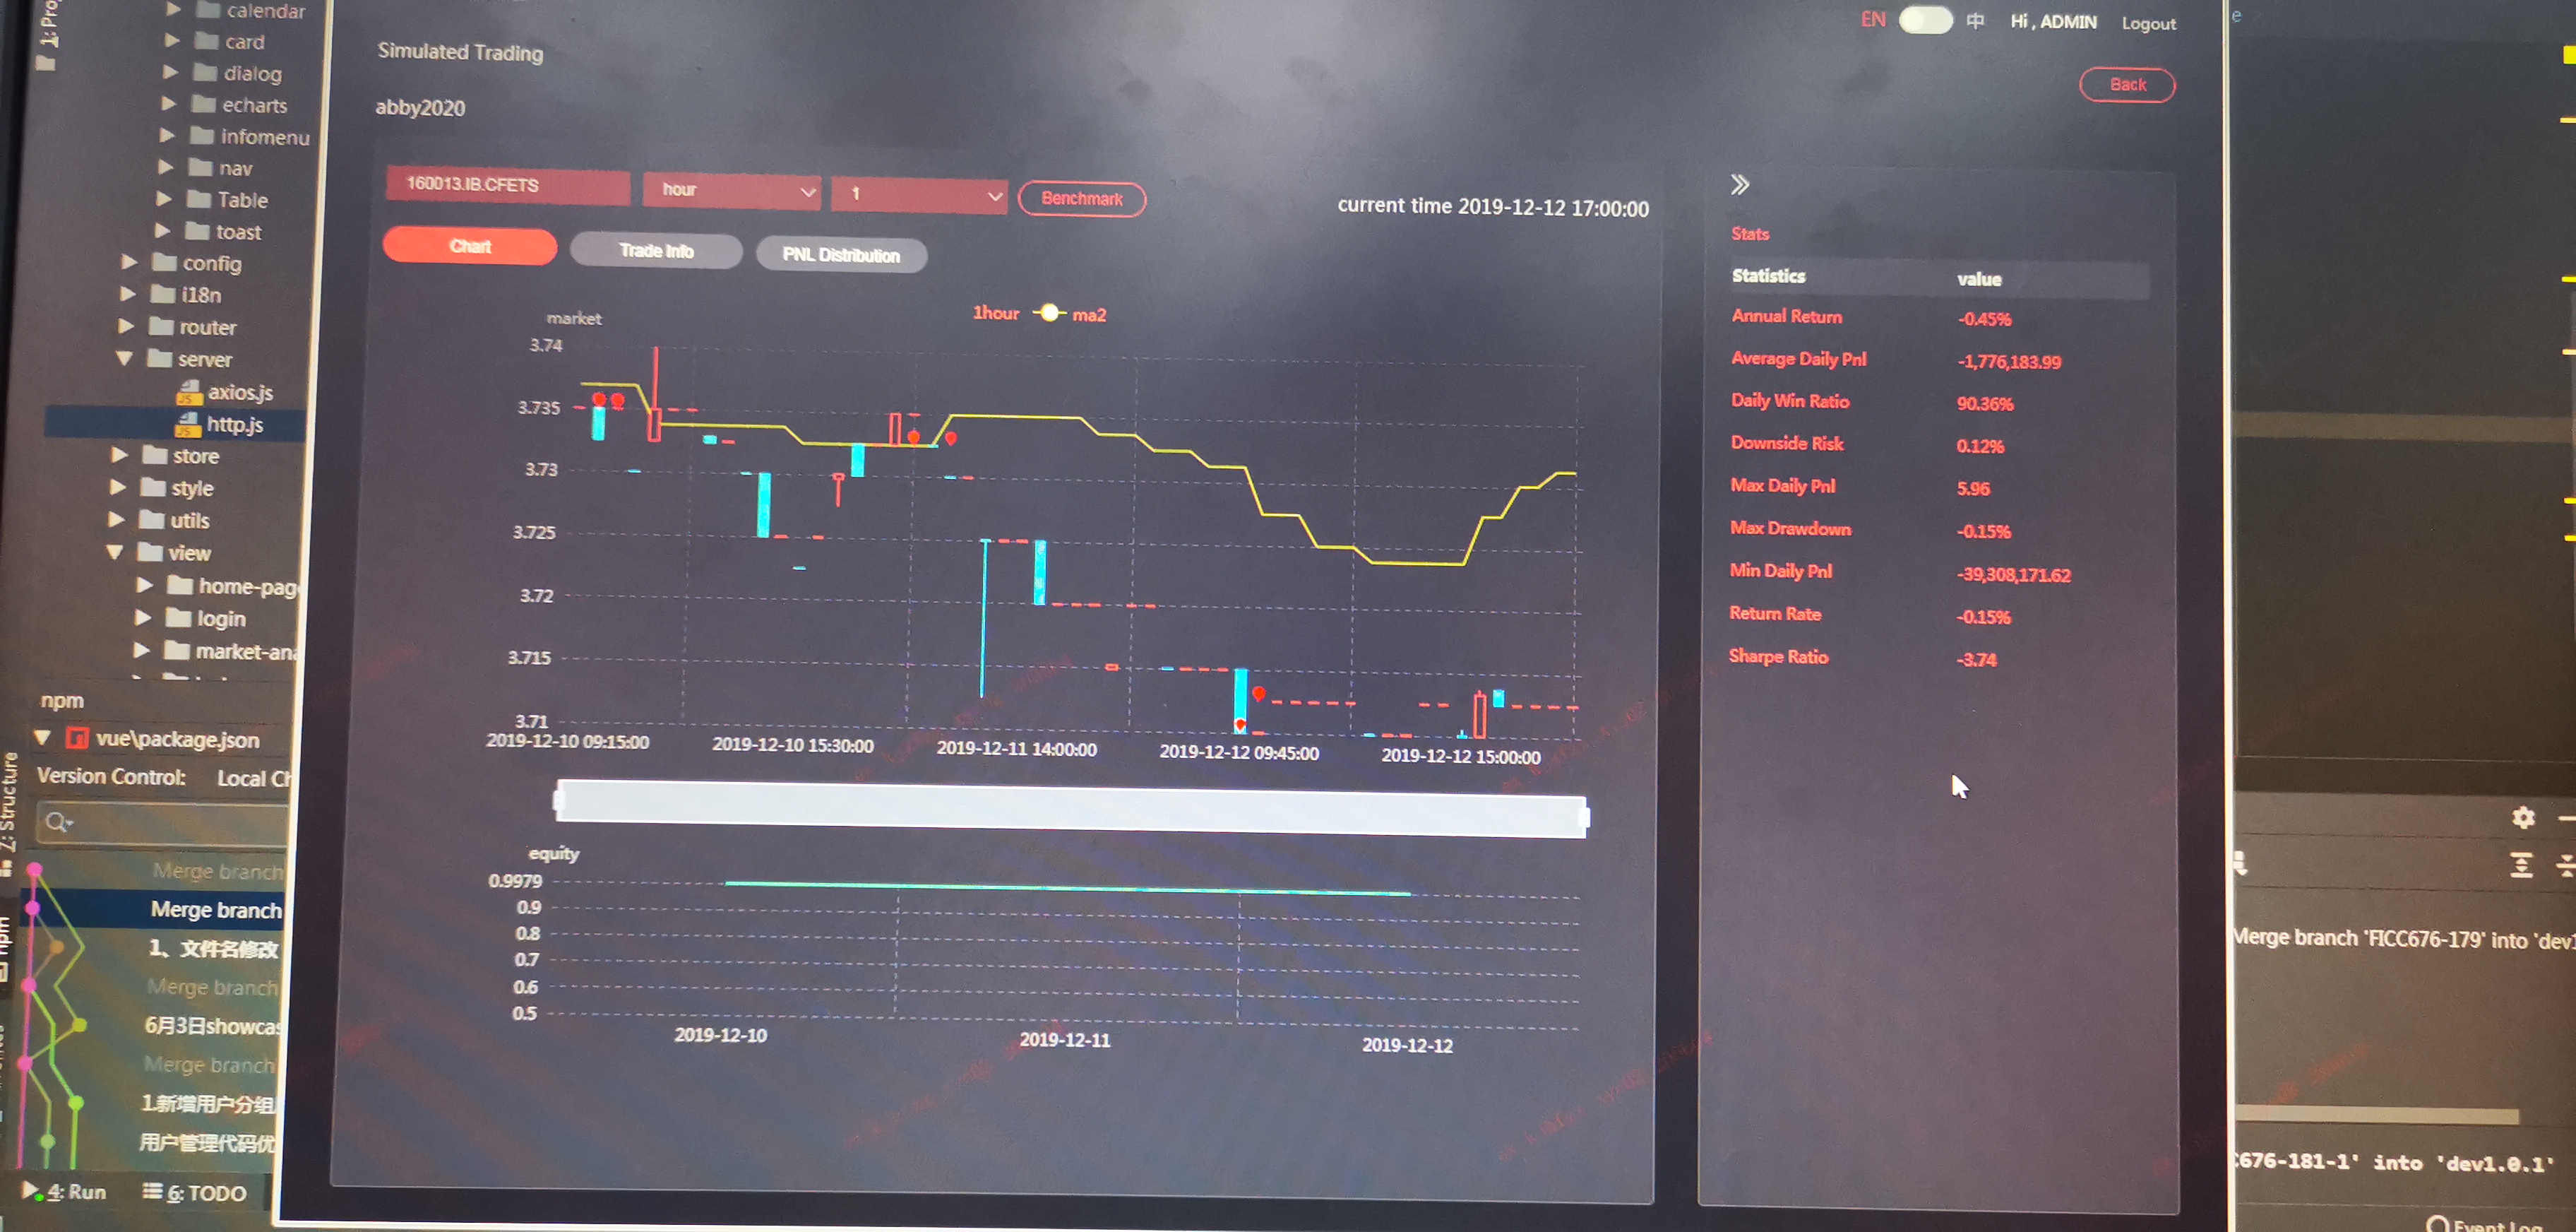 1: Pro
calendar
card
dialog
echarts
infomenu
nav
Table
toast
config
i18n
router
server
axios.js
http.js
store
style
utils
view
home-pag
login
market-ana
npm
vue\package.json
Version Control: Local Ch
Z: Structure
npm
Merge branch
Merge branch
1、文件名修改
Merge branch
6月3日showcas
Merge branch
1.新增用户分组
用户管理代码优
4: Run 6: TODO
EN 中 Hi , ADMIN Logout
Simulated Trading
Back
abby2020
160013.IB.CFETS hour 1 Benchmark
current time 2019-12-12 17:00:00
Chart Trade Info PNL Distribution
market
1hour ma2
3.74
3.735
3.73
3.725
3.72
3.715
3.71
2019-12-10 09:15:00 2019-12-10 15:30:00 2019-12-11 14:00:00 2019-12-12 09:45:00 2019-12-12 15:00:00
equity
0.9979
0.9
0.8
0.7
0.6
0.5
2019-12-10 2019-12-11 2019-12-12
Stats
Statistics value
Annual Return -0.45%
Average Daily Pnl -1,776,183.99
Daily Win Ratio 90.36%
Downside Risk 0.12%
Max Daily Pnl 5.96
Max Drawdown -0.15%
Min Daily Pnl -39,308,171.62
Return Rate -0.15%
Sharpe Ratio -3.74
e
Merge branch 'FICC676-179' into 'dev1
C676-181-1' into 'dev1.0.1'
Event Log